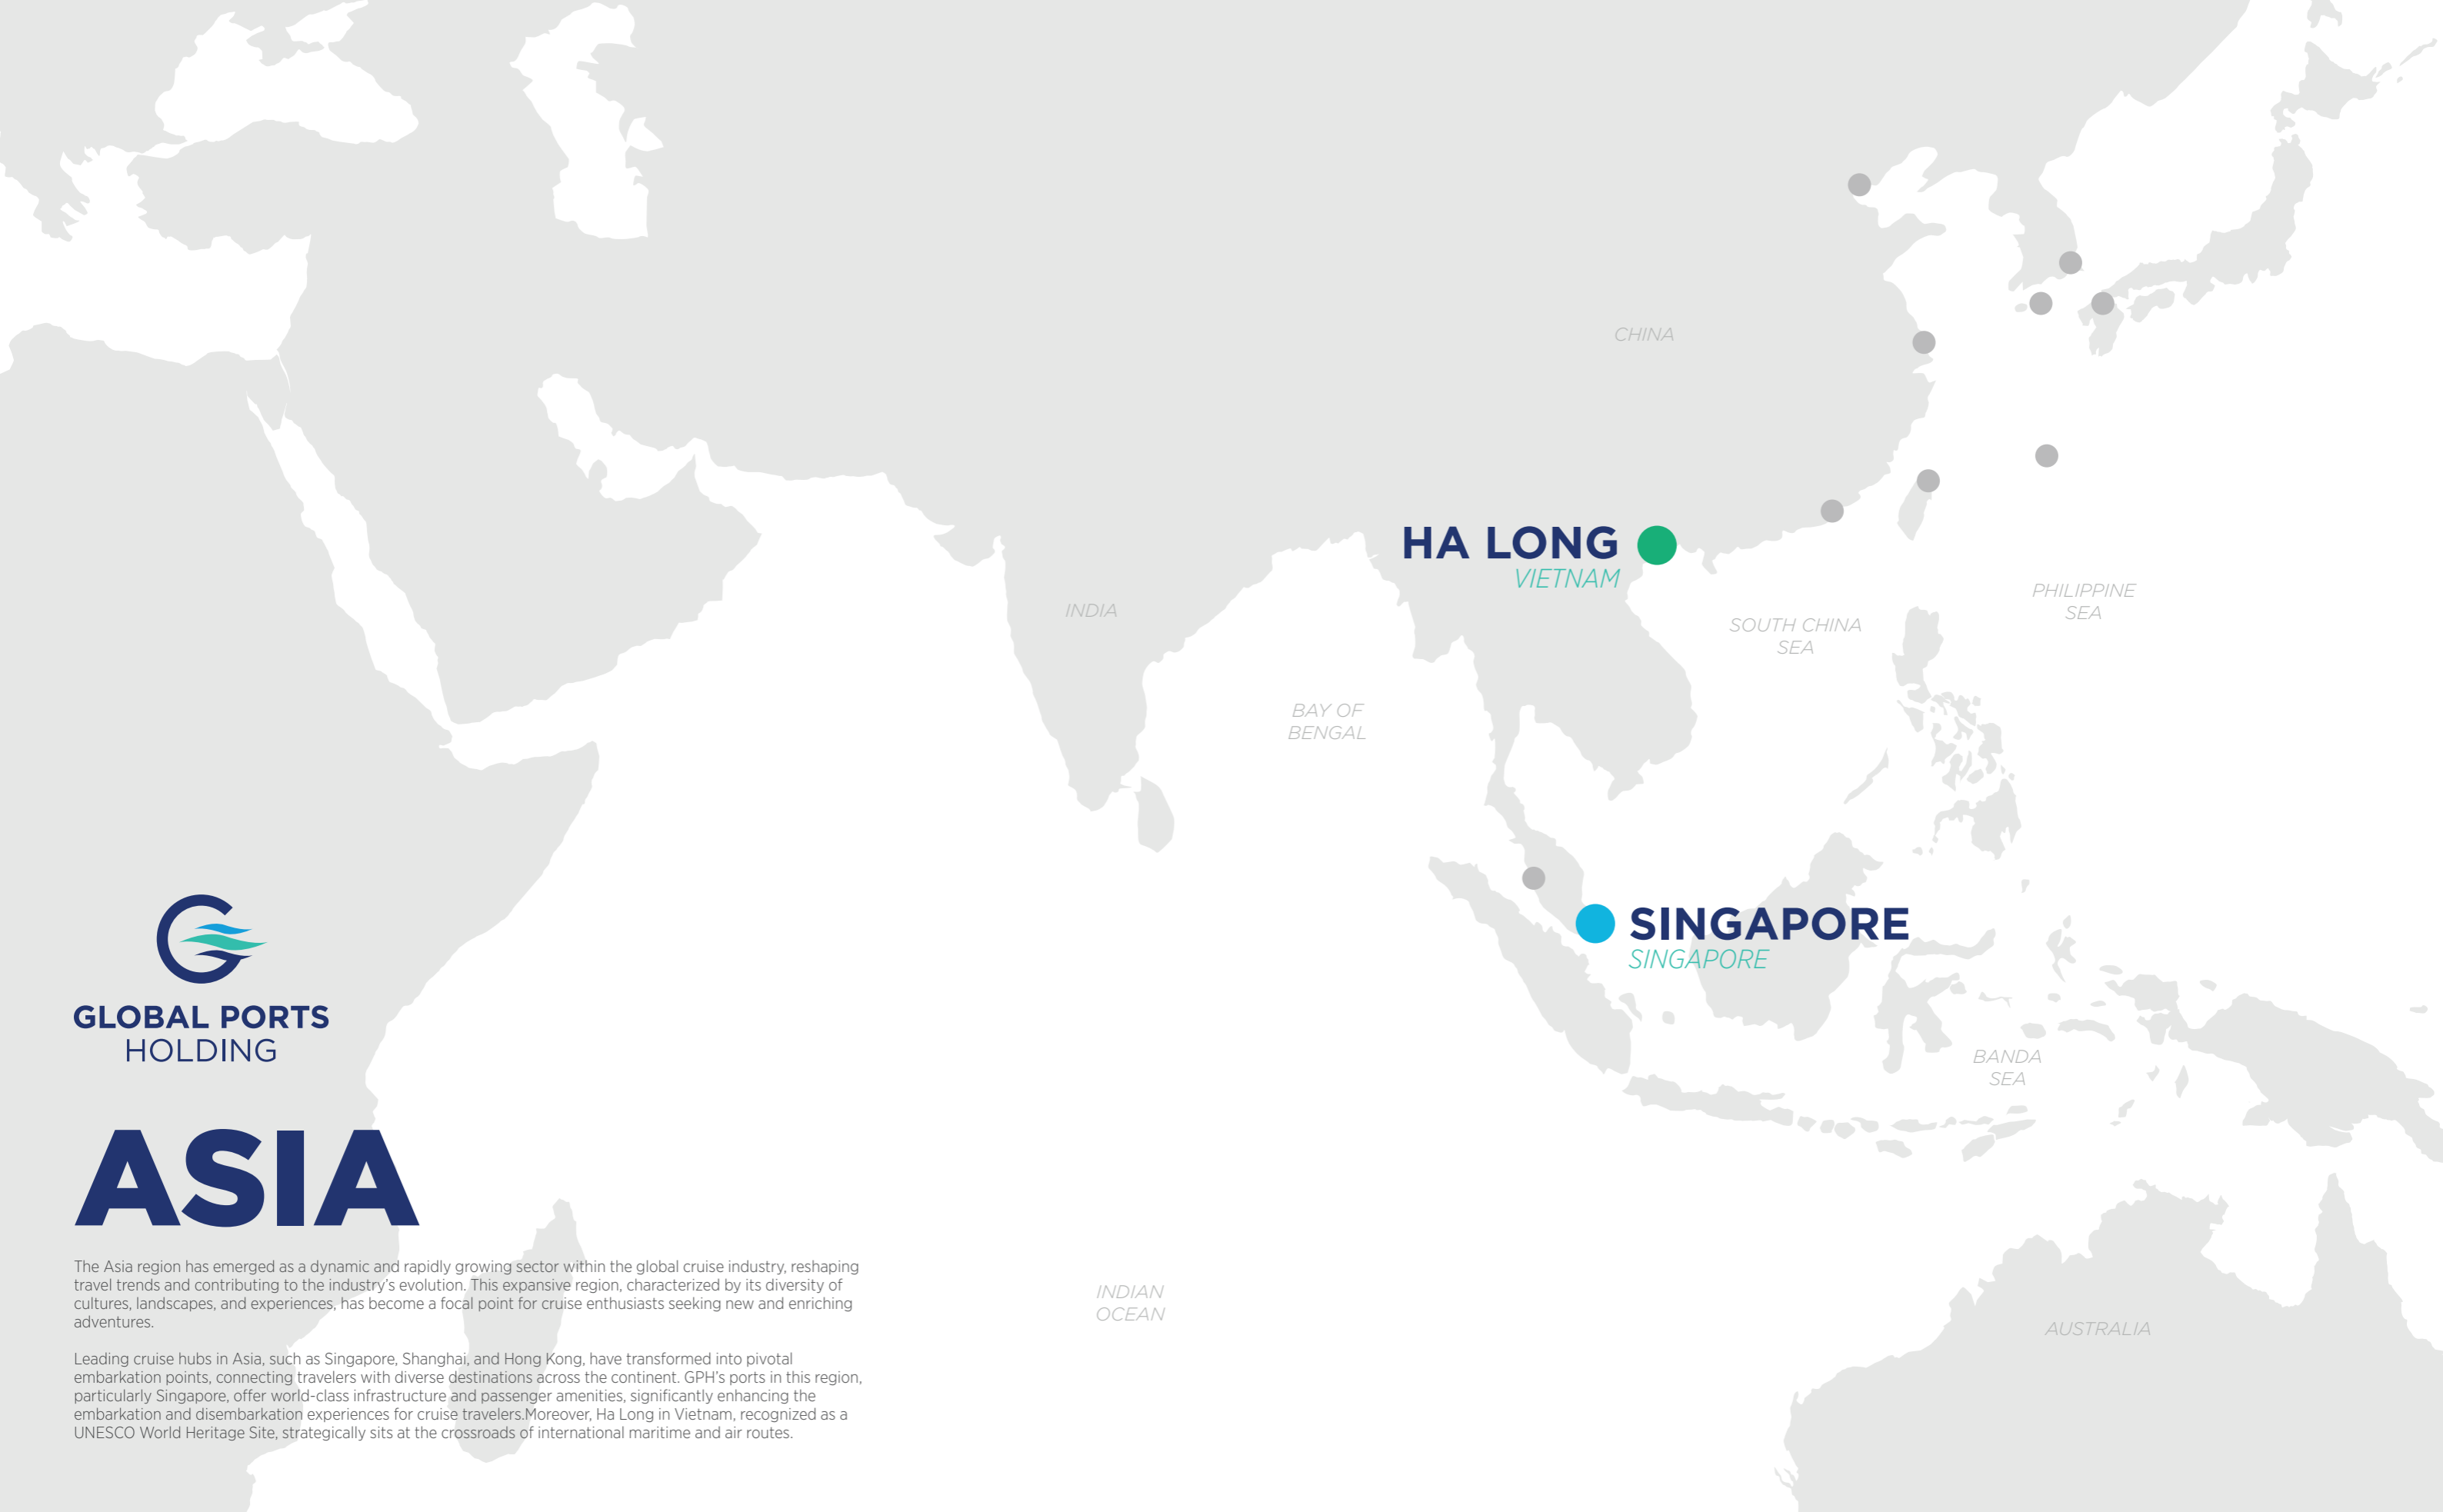 CHINA
HA LONG
VIETNAM
INDIA
PHILIPPINE
SEA
SOUTH CHINA
SEA
BAY OF
BENGAL
SINGAPORE
SINGAPORE
BANDA
SEA
INDIAN
OCEAN
AUSTRALIA
GLOBAL PORTS
HOLDING
ASIA
The Asia region has emerged as a dynamic and rapidly growing sector within the global cruise industry, reshaping
travel trends and contributing to the industry's evolution. This expansive region, characterized by its diversity of
cultures, landscapes, and experiences, has become a focal point for cruise enthusiasts seeking new and enriching
adventures.
Leading cruise hubs in Asia, such as Singapore, Shanghai, and Hong Kong, have transformed into pivotal
embarkation points, connecting travelers with diverse destinations across the continent. GPH's ports in this region,
particularly Singapore, offer world-class infrastructure and passenger amenities, significantly enhancing the
embarkation and disembarkation experiences for cruise travelers.Moreover, Ha Long in Vietnam, recognized as a
UNESCO World Heritage Site, strategically sits at the crossroads of international maritime and air routes.